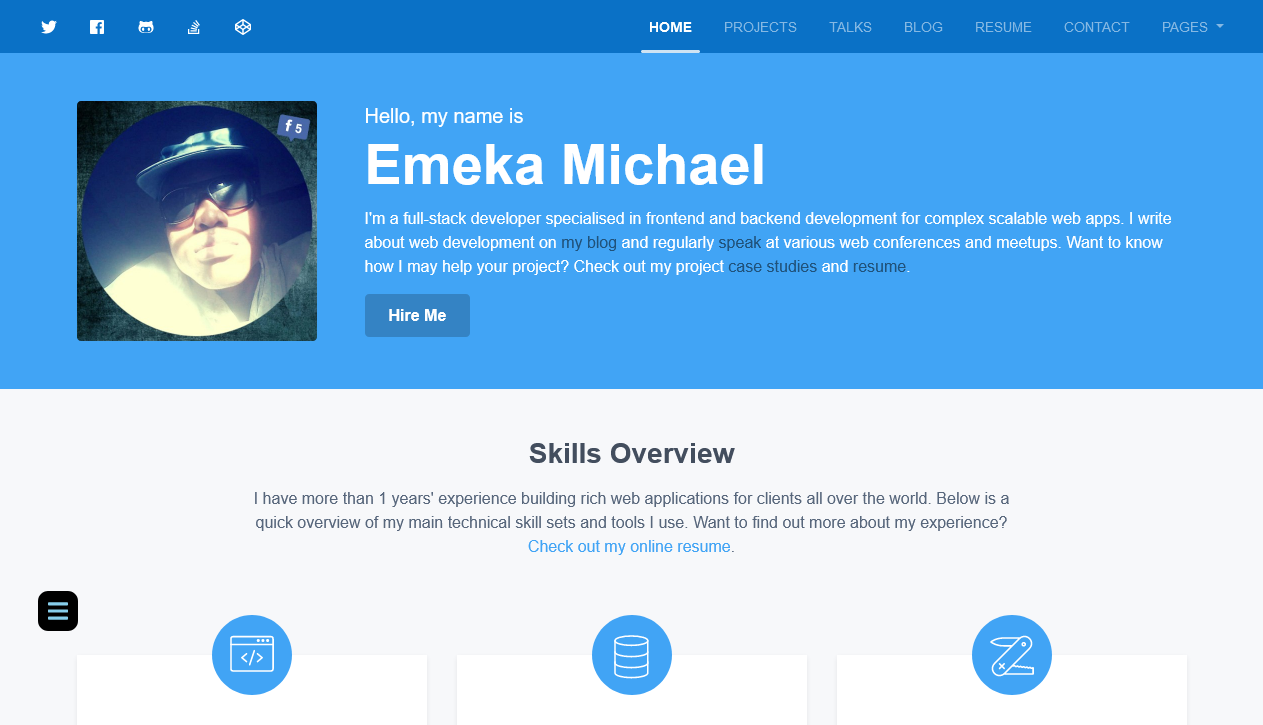 HOME PROJECTS TALKS BLOG RESUME CONTACT PAGES
f 5
Hello, my name is
Emeka Michael
I'm a full-stack developer specialised in frontend and backend development for complex scalable web apps. I write
about web development on my blog and regularly speak at various web conferences and meetups. Want to know
how I may help your project? Check out my project case studies and resume.
Hire Me
Skills Overview
I have more than 1 years' experience building rich web applications for clients all over the world. Below is a
quick overview of my main technical skill sets and tools I use. Want to find out more about my experience?
Check out my online resume.